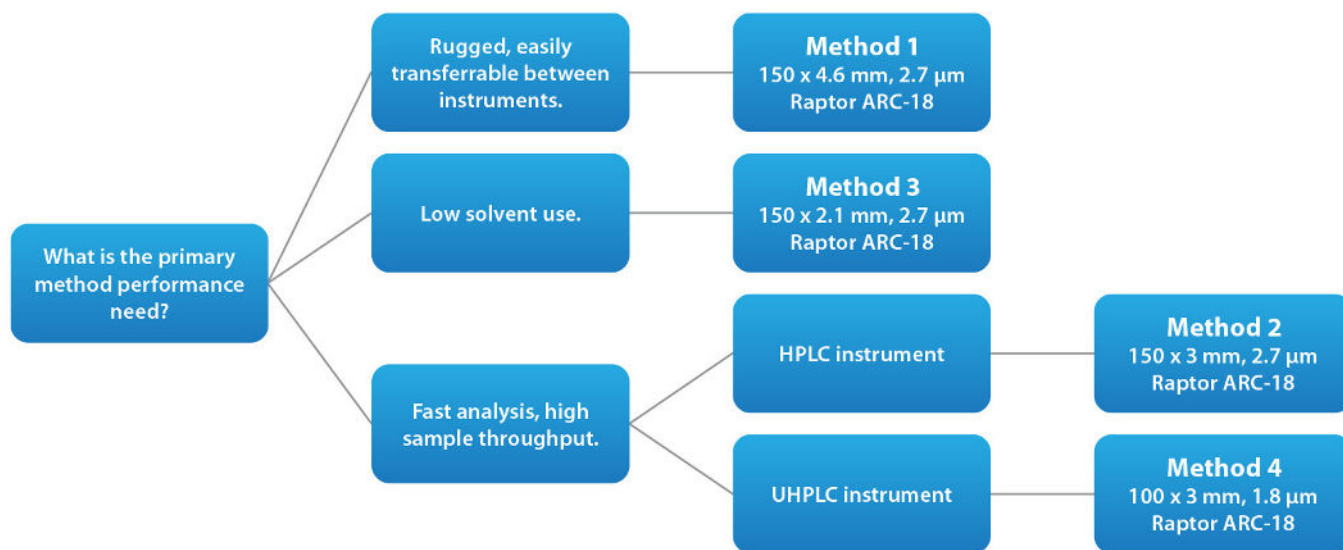 What is the primary
method performance
need?
Rugged, easily
transferrable between
instruments.
Method 1
150 x 4.6 mm, 2.7 µm
Raptor ARC-18
Low solvent use.
Method 3
150 x 2.1 mm, 2.7 µm
Raptor ARC-18
Fast analysis, high
sample throughput.
HPLC instrument
Method 2
150 x 3 mm, 2.7 µm
Raptor ARC-18
UHPLC instrument
Method 4
100 x 3 mm, 1.8 µm
Raptor ARC-18